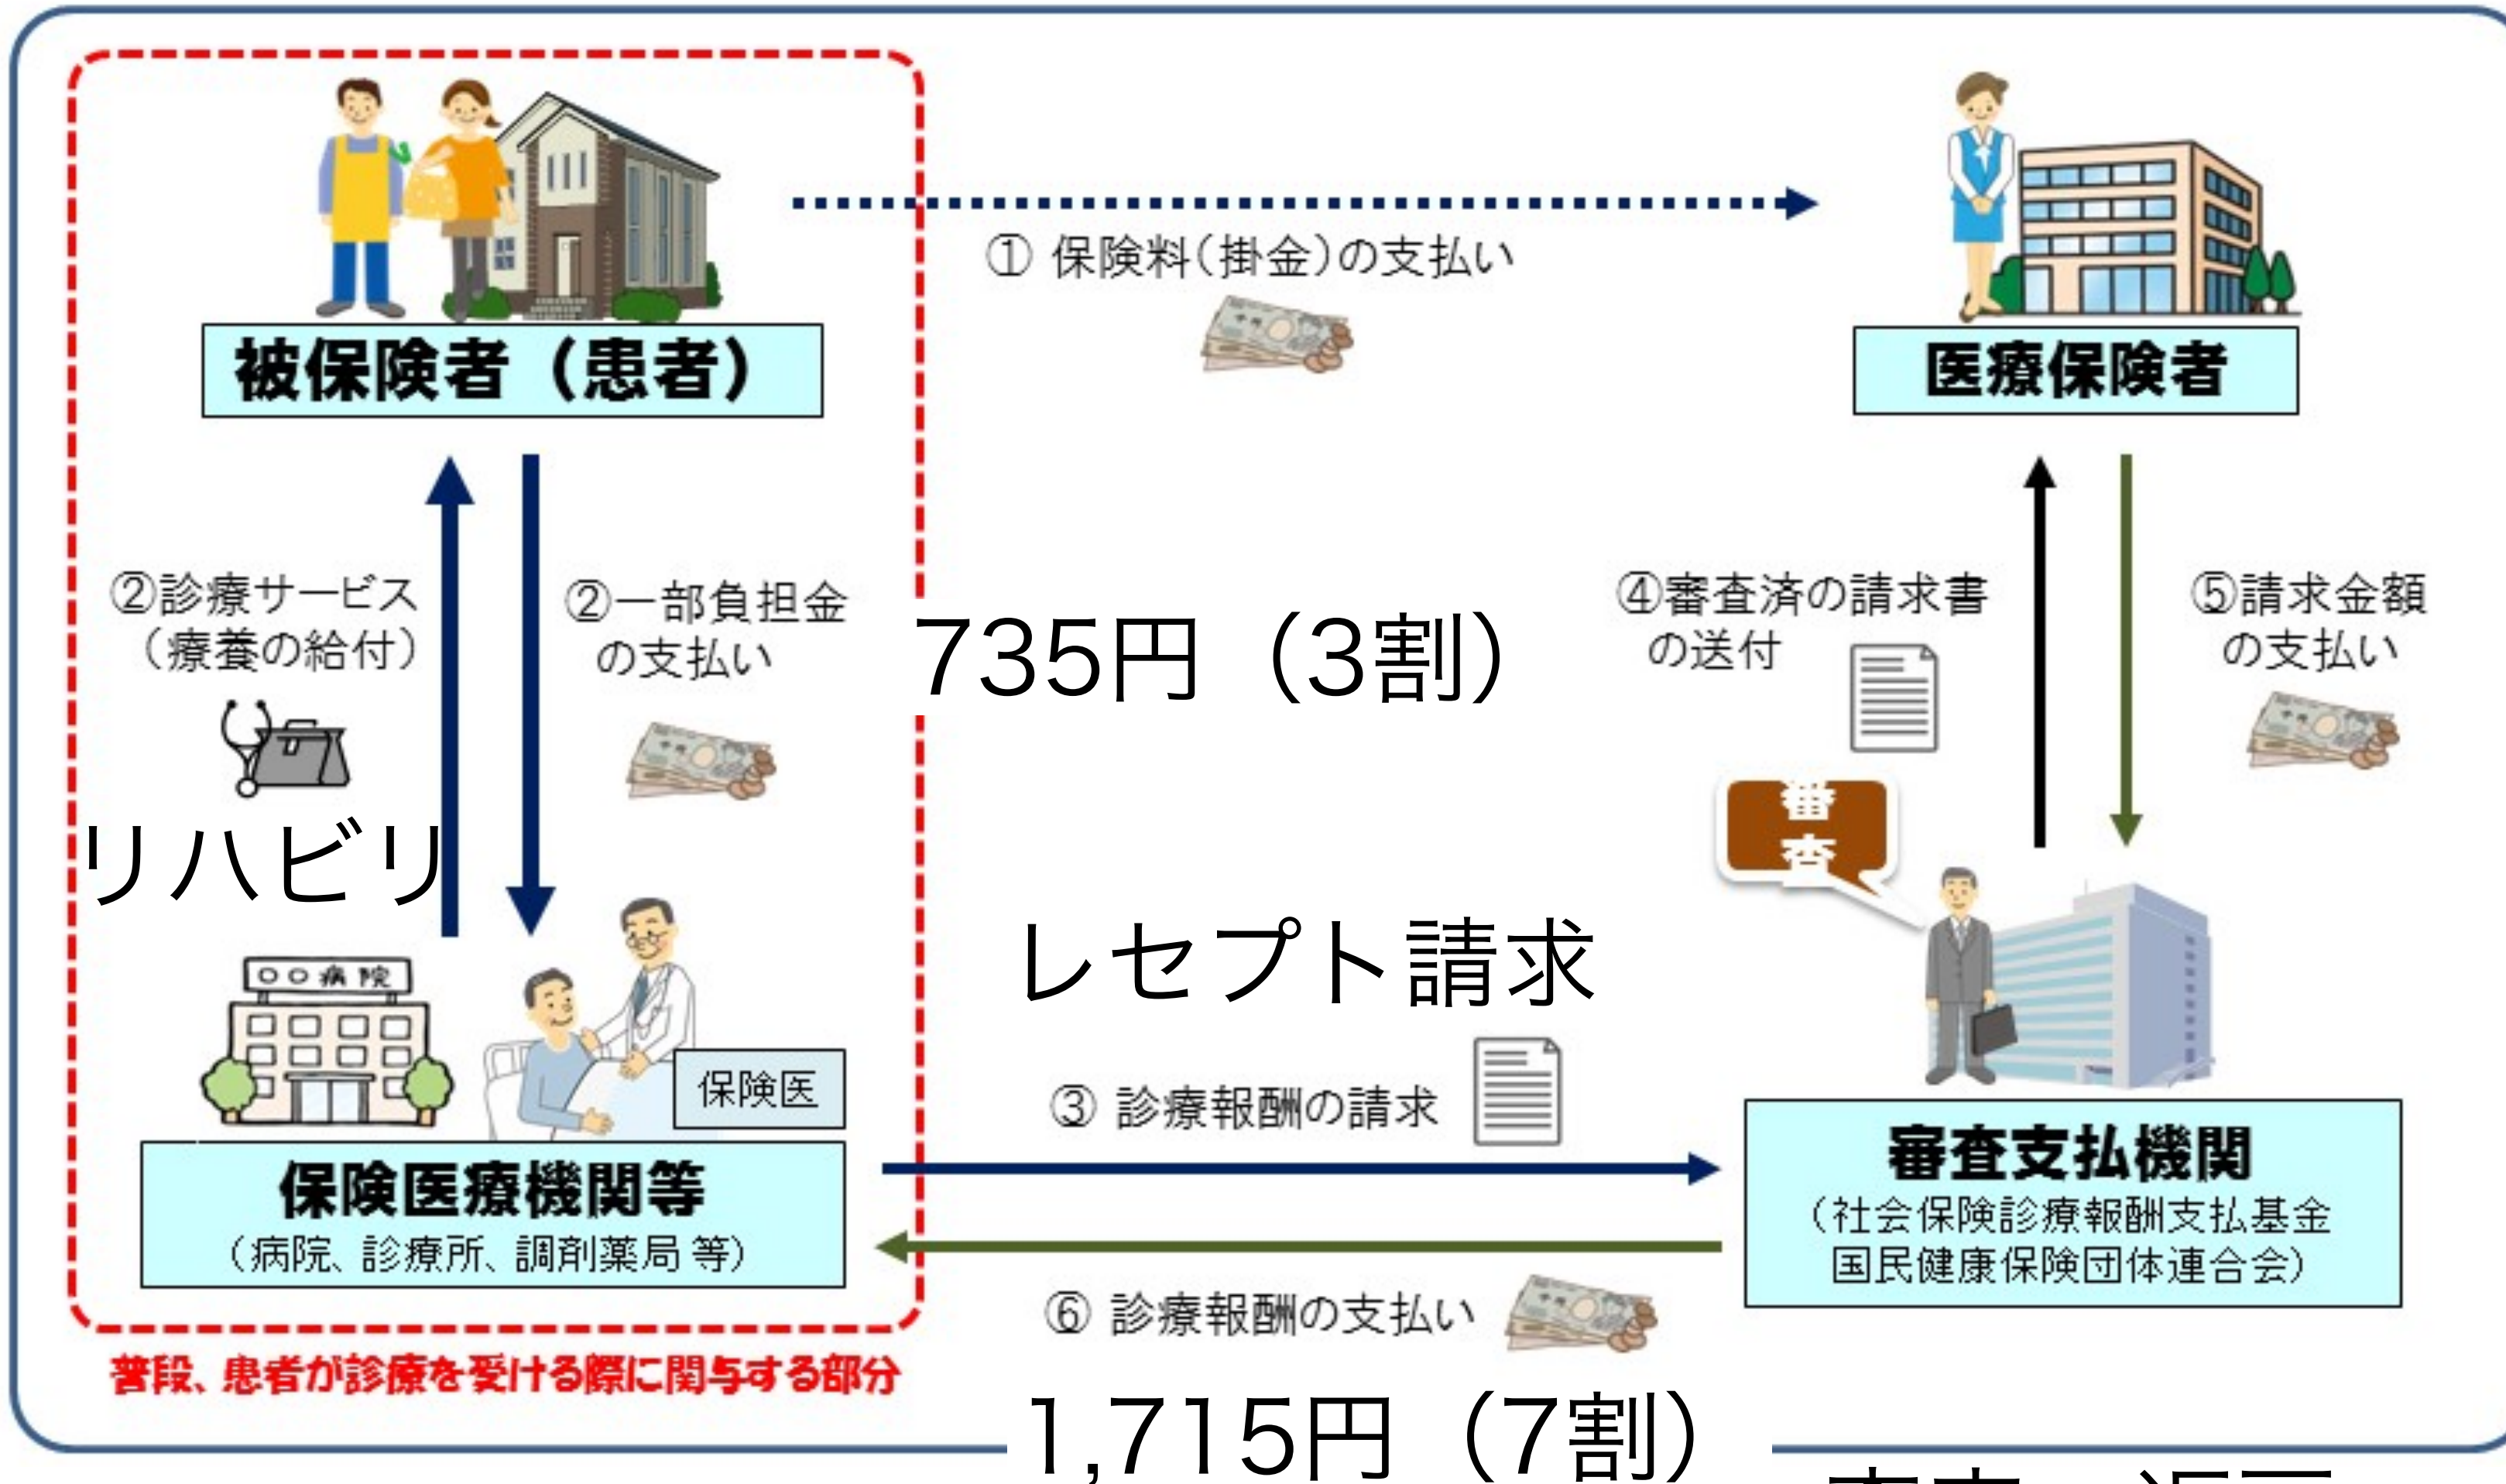 ① 保険料(掛金)の支払い
被保険者(患者)
医療保険者
②診療サービス
(療養の給付)
②一部負担金
の支払い
735円(3割)
④審査済の請求書
の送付
⑤請求金額
の支払い
リハビリ
審
査
レセプト請求
〇〇病院
保険医
③ 診療報酬の請求
保険医療機関等
(病院、診療所、調剤薬局 等)
審査支払機関
(社会保険診療報酬支払基金
国民健康保険団体連合会)
⑥ 診療報酬の支払い
普段、患者が診療を受ける際に関与する部分
1,715円(7割)